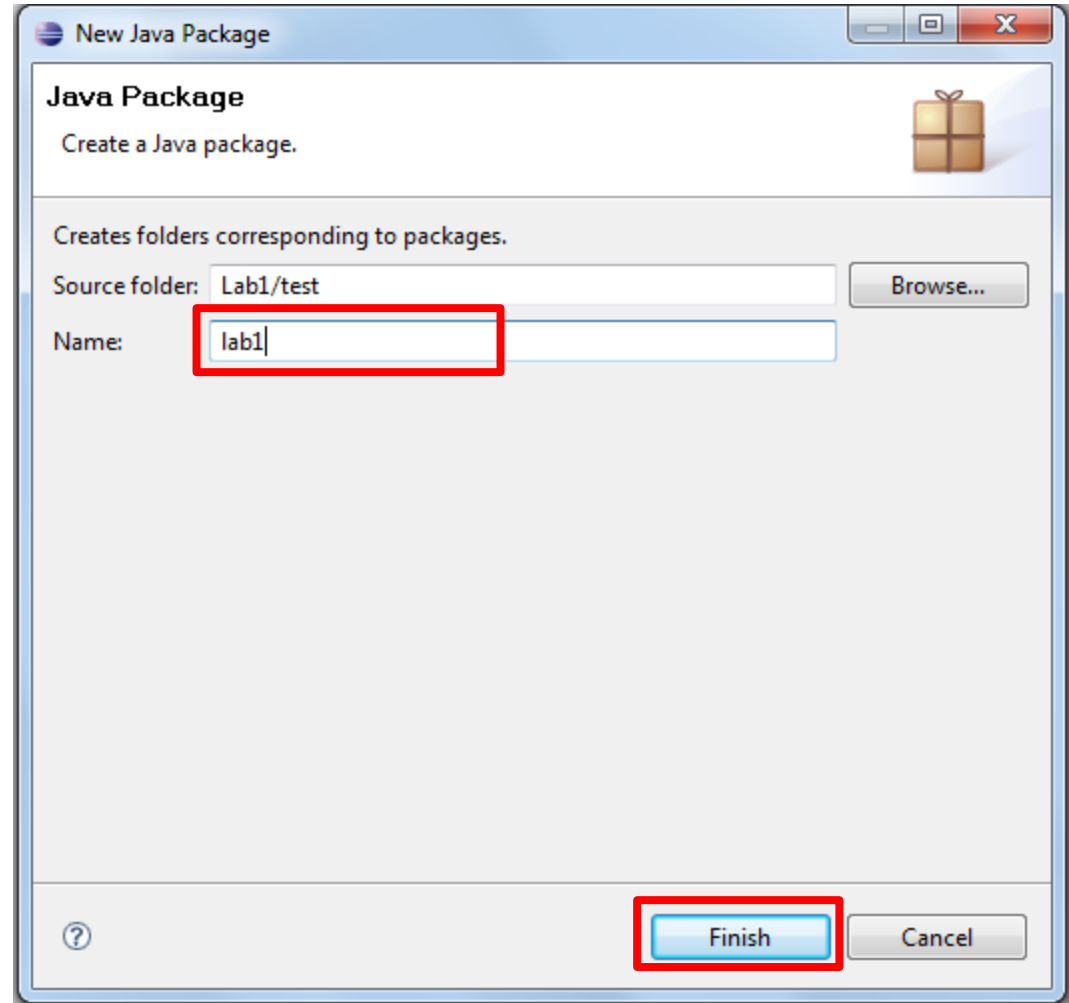 New Java Package
Java Package
Create a Java package.
Creates folders corresponding to packages.
Source folder: Lab1/test Browse...
Name: lab1
Finish Cancel